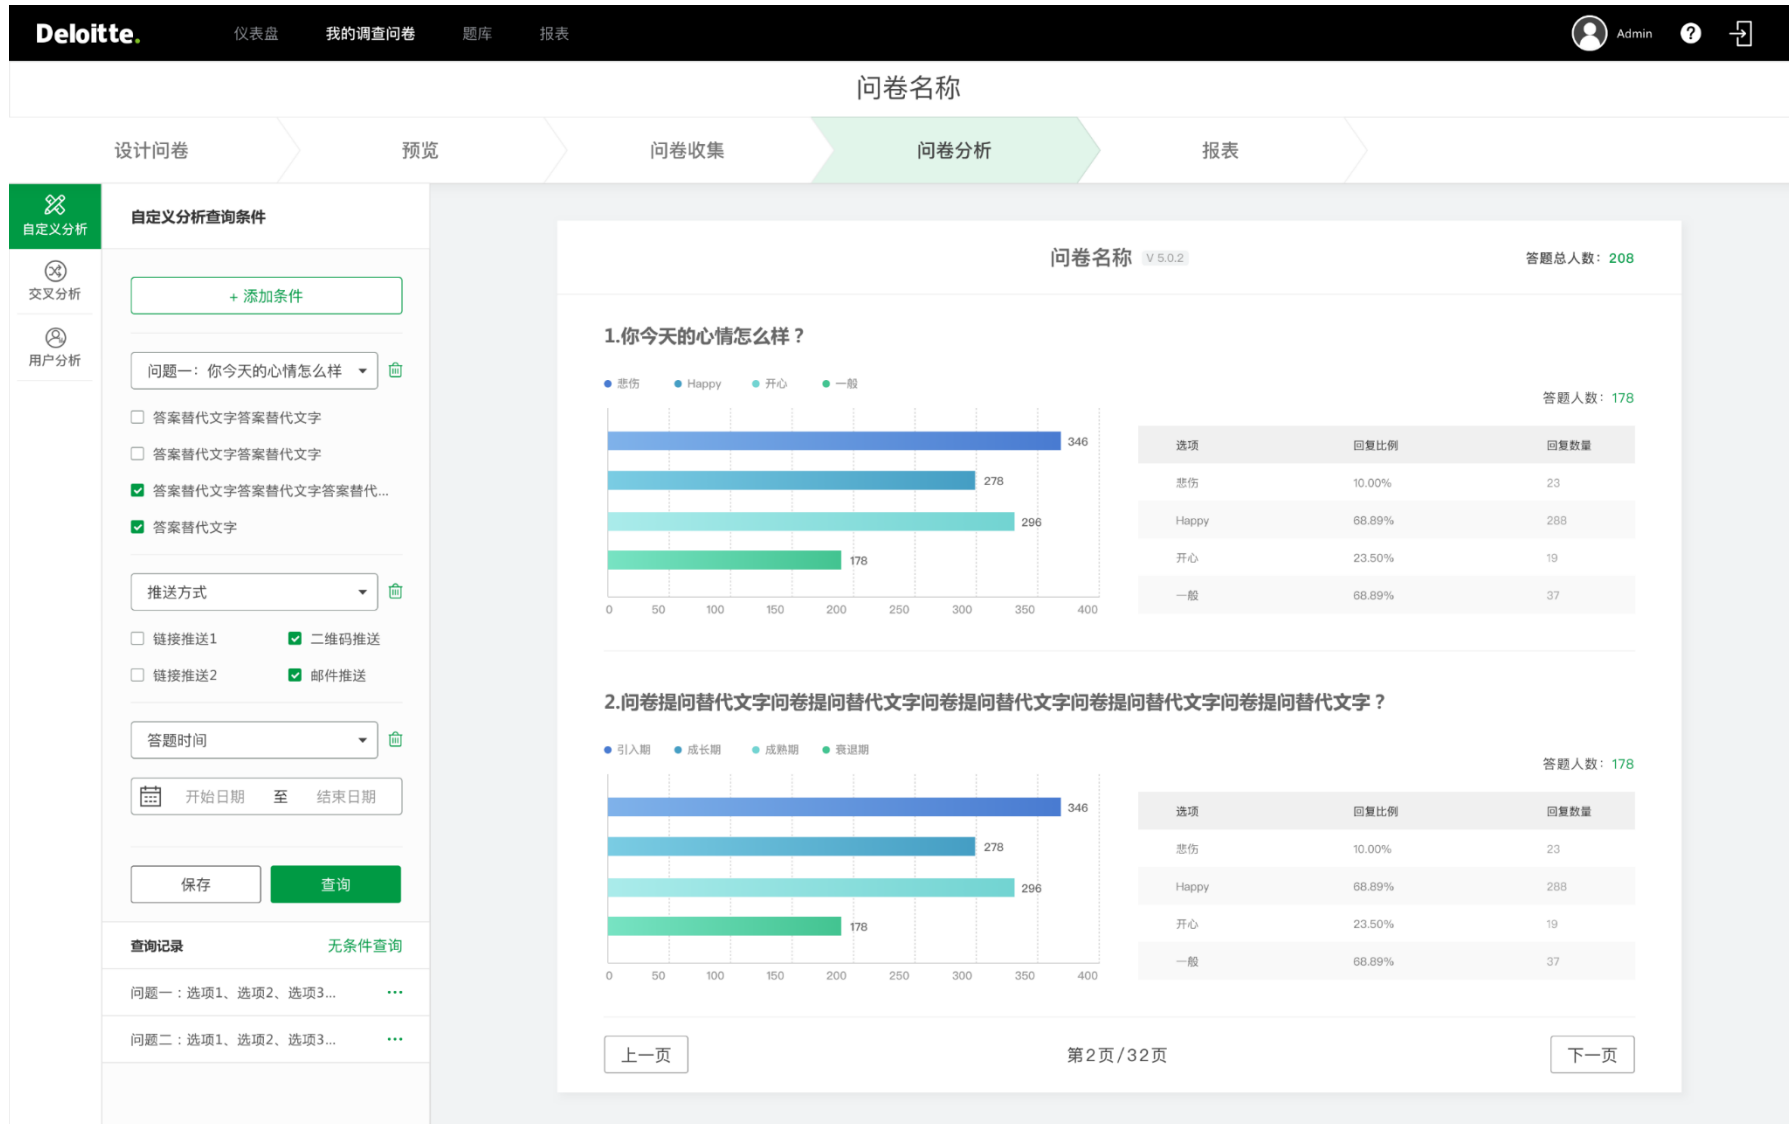 Deloitte. 仪表盘 我的调查问卷 题库 报表 Admin ?
问卷名称
设计问卷 预览 问卷收集 问卷分析 报表
自定义分析
交叉分析
用户分析
自定义分析查询条件
+ 添加条件
问题一：你今天的心情怎么样
答案替代文字答案替代文字
答案替代文字答案替代文字
答案替代文字答案替代文字答案替代...
答案替代文字
推送方式
链接推送1 二维码推送
链接推送2 邮件推送
答题时间
开始日期 至 结束日期
保存 查询
查询记录 无条件查询
问题一：选项1、选项2、选项3... ...
问题二：选项1、选项2、选项3... ...
问卷名称 V 5.0.2 答题总人数：208
1.你今天的心情怎么样？
悲伤 Happy 开心 一般
答题人数：178
346
278
296
178
0 50 100 150 200 250 300 350 400
选项 回复比例 回复数量
悲伤 10.00% 23
Happy 68.89% 288
开心 23.50% 19
一般 68.89% 37
2.问卷提问替代文字问卷提问替代文字问卷提问替代文字问卷提问替代文字问卷提问替代文字？
引入期 成长期 成熟期 衰退期
答题人数：178
346
278
296
178
0 50 100 150 200 250 300 350 400
选项 回复比例 回复数量
悲伤 10.00% 23
Happy 68.89% 288
开心 23.50% 19
一般 68.89% 37
上一页 第2页/32页 下一页